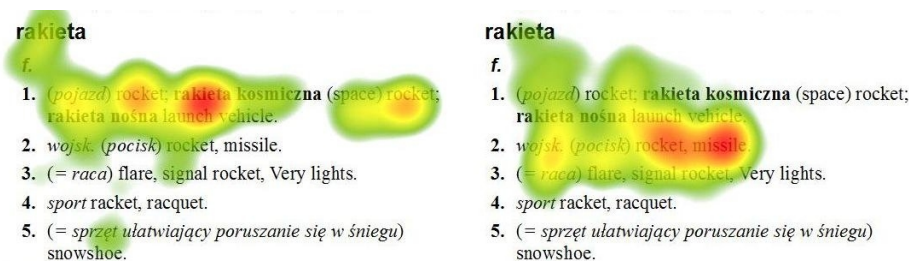 rakieta
f.
1. (pojazd) rocket; rakieta kosmiczna (space) rocket;
rakieta nośna launch vehicle.
2. wojsk. (pocisk) rocket, missile.
3. (= raca) flare, signal rocket, Very lights.
4. sport racket, racquet.
5. (= sprzęt ułatwiający poruszanie się w śniegu)
snowshoe.
rakieta
f.
1. (pojazd) rocket; rakieta kosmiczna (space) rocket;
rakieta nośna launch vehicle.
2. wojsk. (pocisk) rocket, missile.
3. (= raca) flare, signal rocket, Very lights.
4. sport racket, racquet.
5. (= sprzęt ułatwiający poruszanie się w śniegu)
snowshoe.